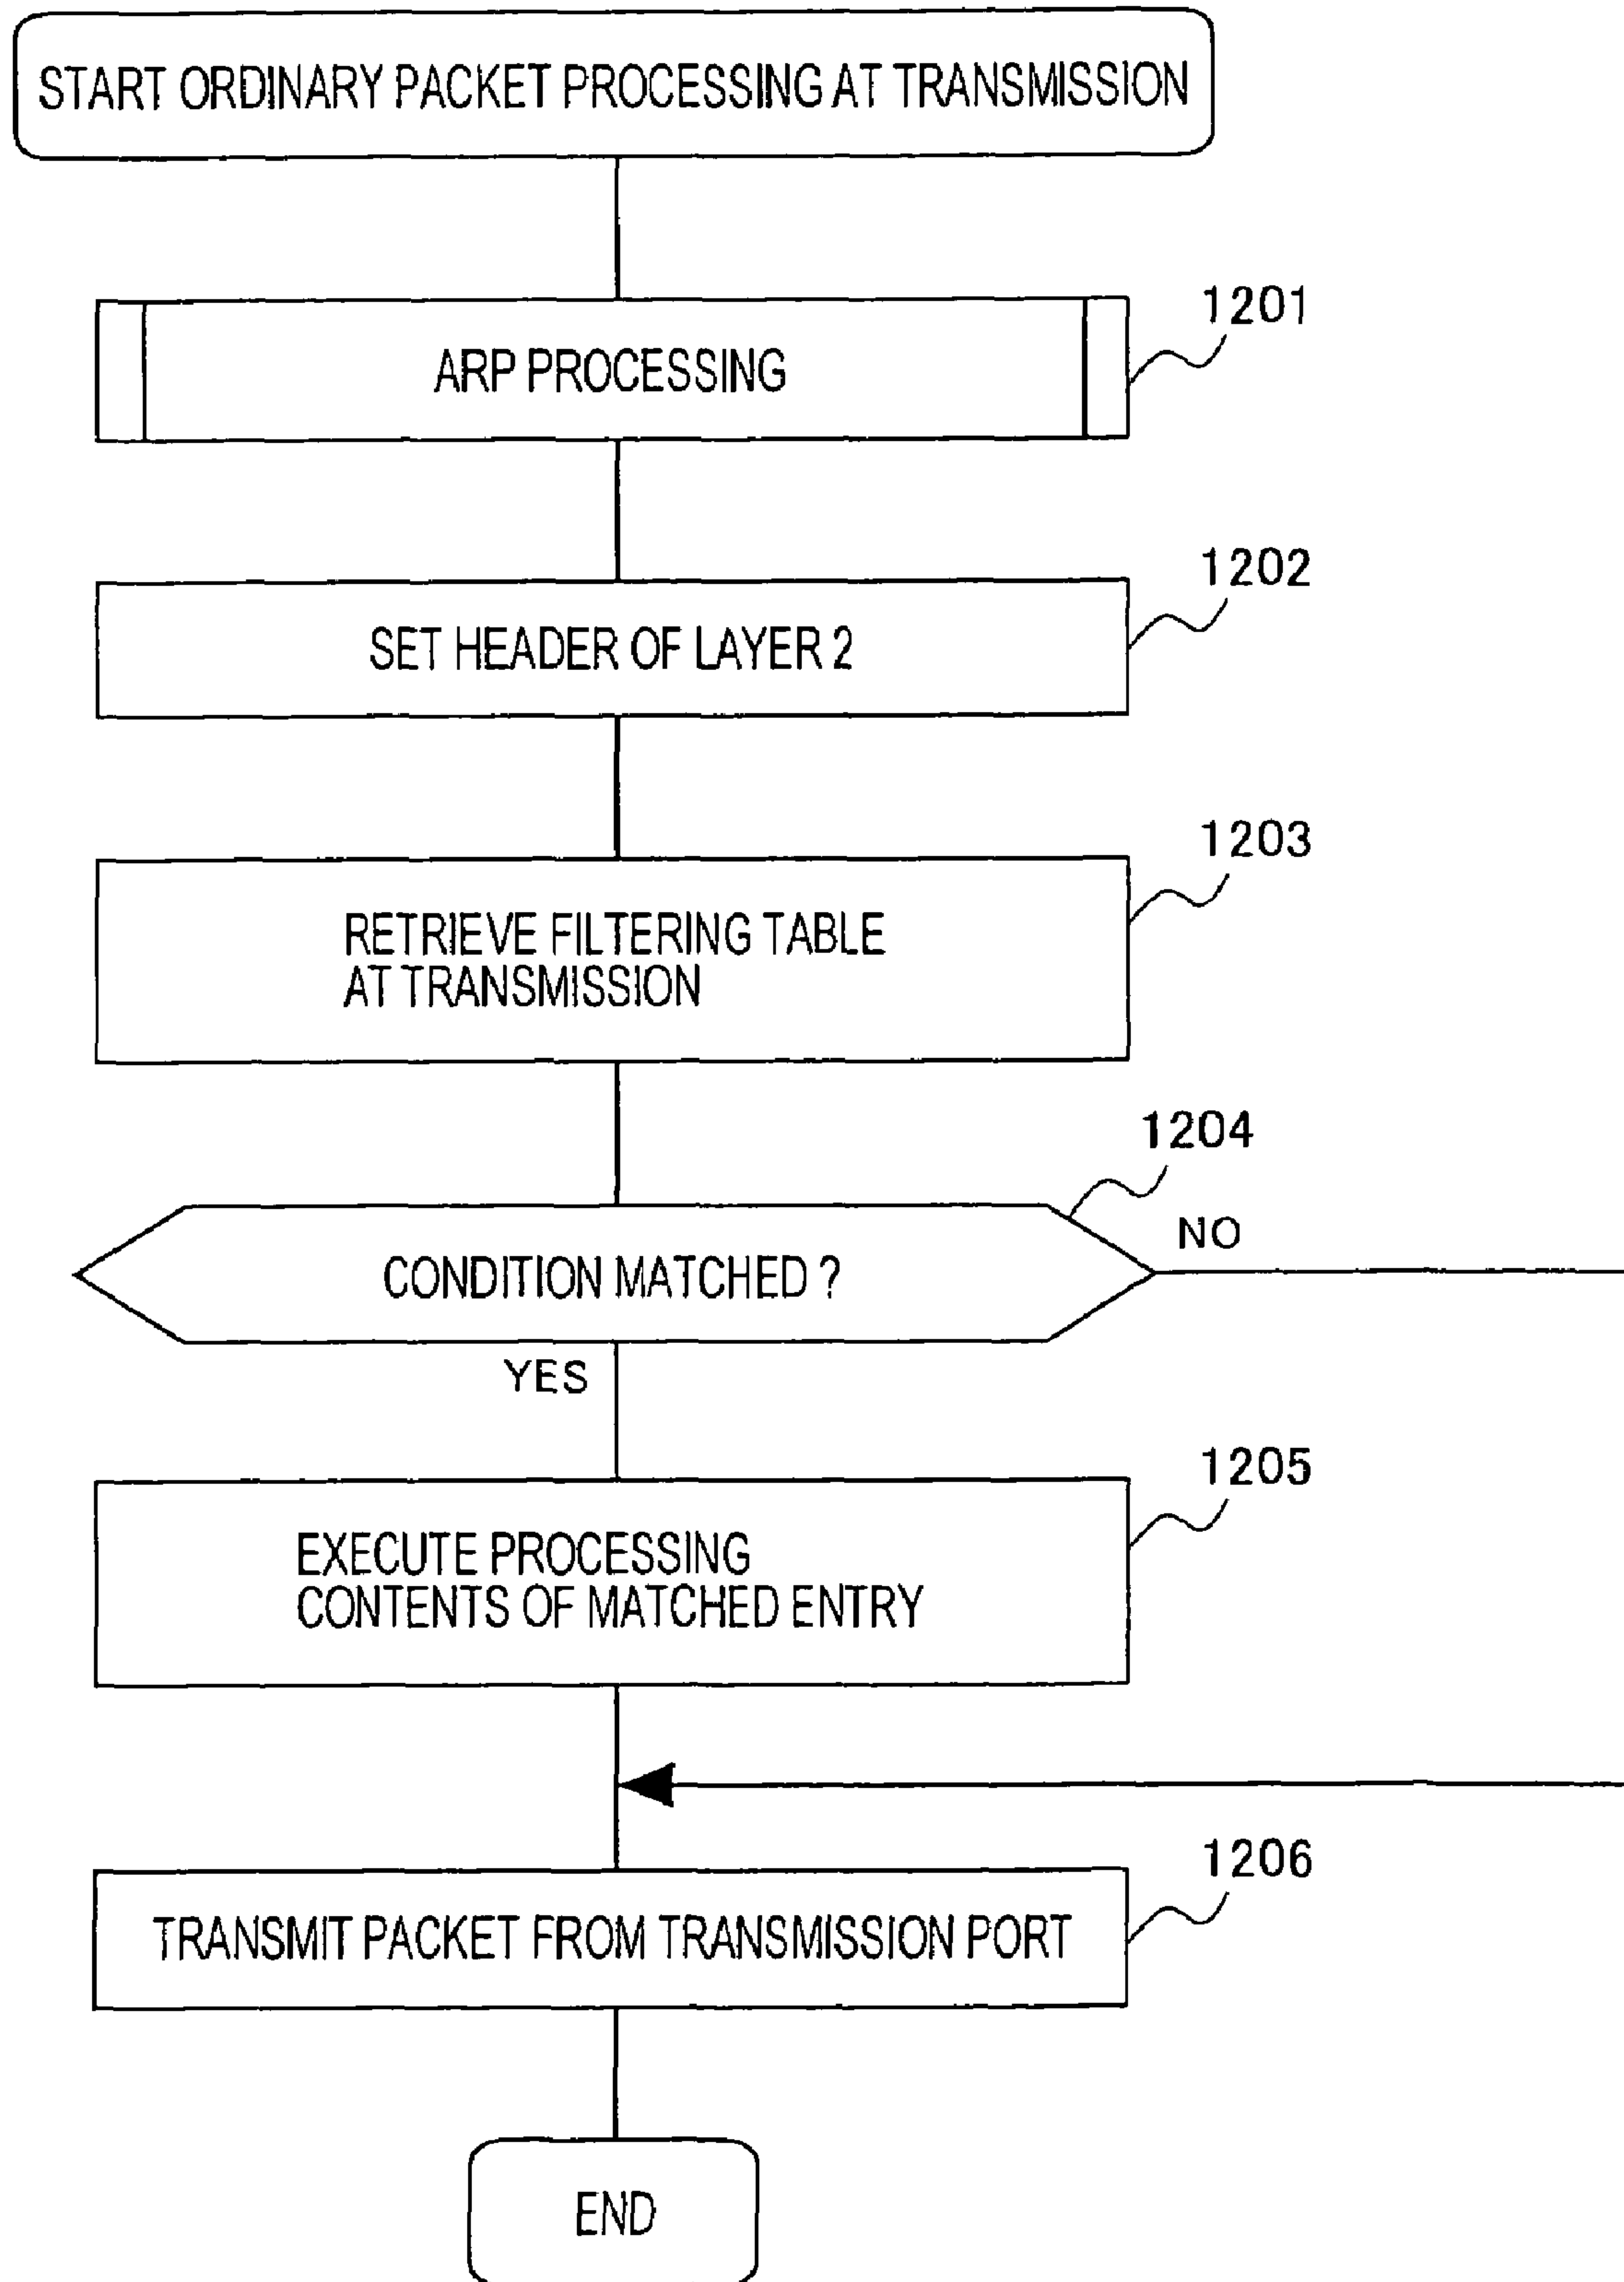 START ORDINARY PACKET PROCESSING AT TRANSMISSION
1201
ARP PROCESSING
1202
SET HEADER OF LAYER 2
1203
RETRIEVE FILTERING TABLE
AT TRANSMISSION
1204
NO
CONDITION MATCHED ?
YES
1205
EXECUTE PROCESSING
CONTENTS OF MATCHED ENTRY
1206
TRANSMIT PACKET FROM TRANSMISSION PORT
END